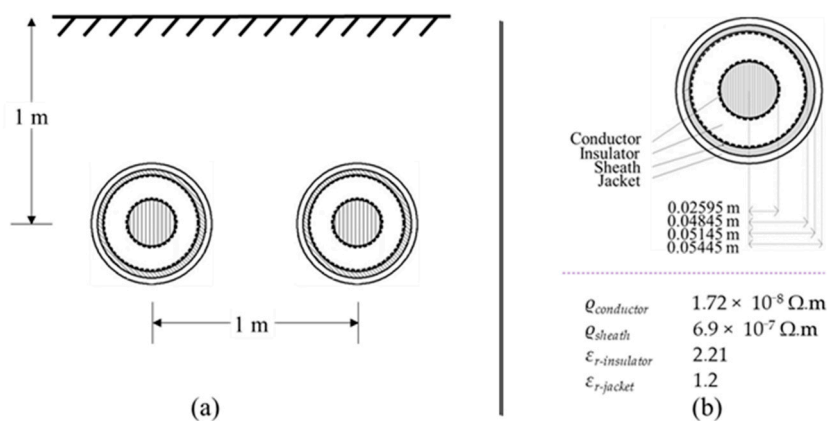 1 m
1 m
(a)
Conductor
Insulator
Sheath
Jacket
0.02595 m
0.04845 m
0.05145 m
0.05445 m
ϱconductor 1.72 × 10⁻⁸ Ω.m
ϱsheath 6.9 × 10⁻⁷ Ω.m
εr-insulator 2.21
εr-jacket 1.2
(b)